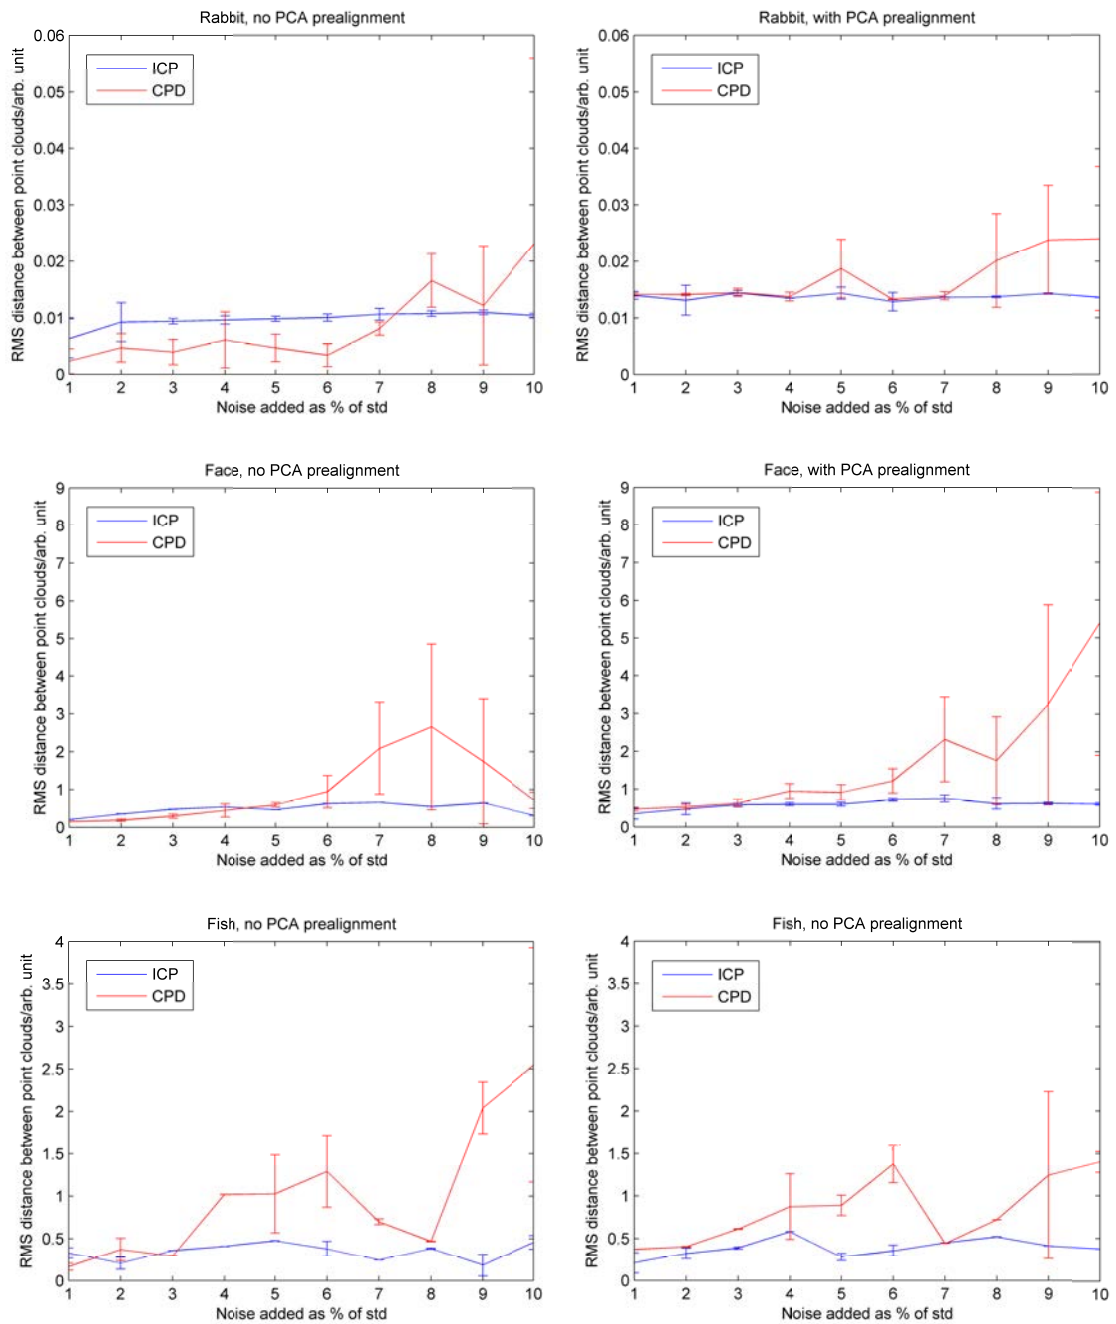 Rabbit, no PCA prealignment
RMS distance between point clouds/arb. unit
0.06
0.05
0.04
0.03
0.02
0.01
0
ICP
CPD
1 2 3 4 5 6 7 8 9 10
Noise added as % of std
Rabbit, with PCA prealignment
RMS distance between point clouds/arb. unit
0.06
0.05
0.04
0.03
0.02
0.01
0
ICP
CPD
1 2 3 4 5 6 7 8 9 10
Noise added as % of std
Face, no PCA prealignment
RMS distance between point clouds/arb. unit
9
8
7
6
5
4
3
2
1
0
ICP
CPD
1 2 3 4 5 6 7 8 9 10
Noise added as % of std
Face, with PCA prealignment
RMS distance between point clouds/arb. unit
9
8
7
6
5
4
3
2
1
0
ICP
CPD
1 2 3 4 5 6 7 8 9 10
Noise added as % of std
Fish, no PCA prealignment
RMS distance between point clouds/arb. unit
4
3.5
3
2.5
2
1.5
1
0.5
0
ICP
CPD
1 2 3 4 5 6 7 8 9 10
Noise added as % of std
Fish, no PCA prealignment
RMS distance between point clouds/arb. unit
4
3.5
3
2.5
2
1.5
1
0.5
0
ICP
CPD
1 2 3 4 5 6 7 8 9 10
Noise added as % of std